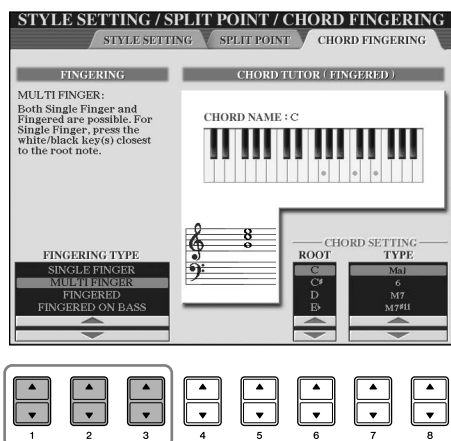 STYLE SETTING / SPLIT POINT / CHORD FINGERING
STYLE SETTING
SPLIT POINT
CHORD FINGERING
FINGERING
MULTI FINGER:
Both Single Finger and
Fingered are possible. For
Single Finger, press the
white/black key(s) closest
to the root note.
FINGERING TYPE
SINGLE FINGER
MULTI FINGER
FINGERED
FINGERED ON BASS
CHORD TUTOR ( FINGERED )
CHORD NAME : C
CHORD SETTING
ROOT
C
C#
D
E♭
TYPE
Maj
6
M7
M7#11
1 2 3 4 5 6 7 8